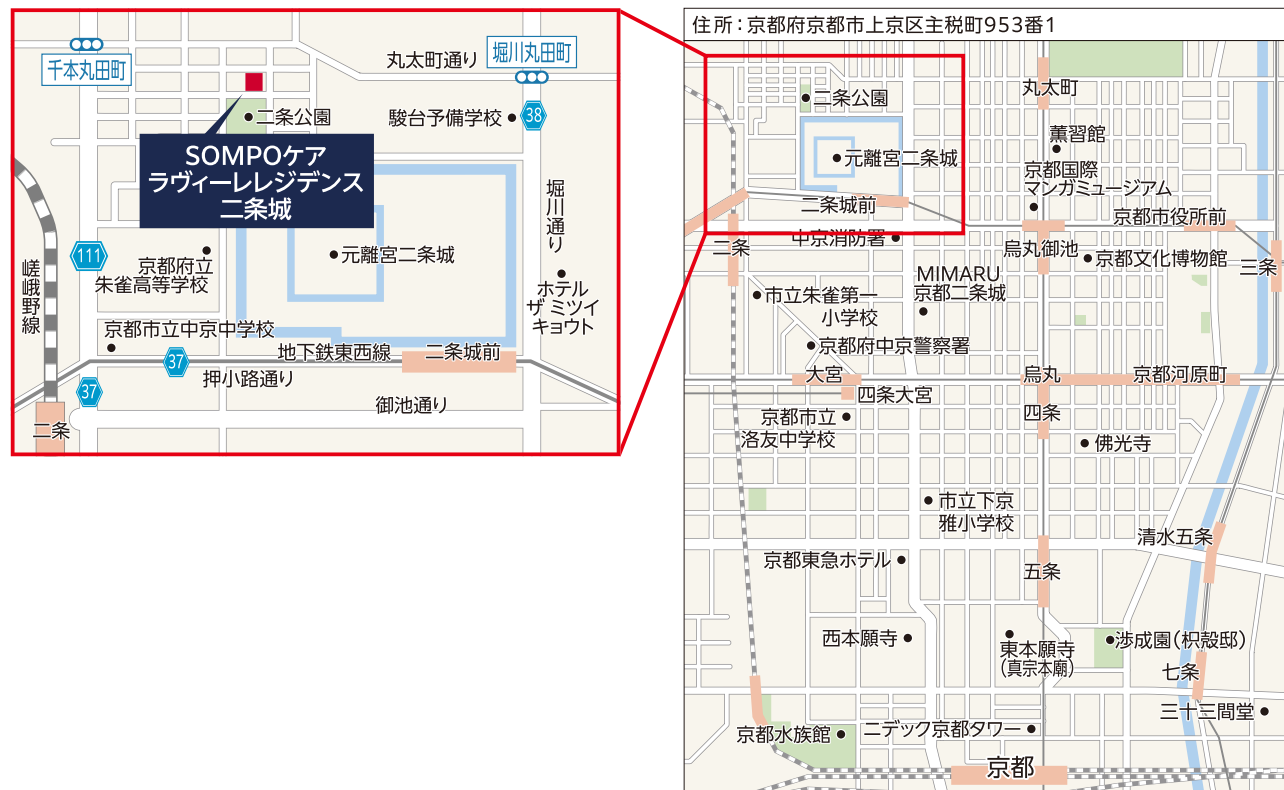 千本丸田町
丸太町通り
堀川丸田町
二条公園
駿台予備学校
38
SOMPOケア
ラヴィーレレジデンス
二条城
堀川通り
111
京都府立
朱雀高等学校
元離宮二条城
嵯峨野線
ホテル
ザ ミツイ
キョウト
京都市立中京中学校
地下鉄東西線
二条城前
37
押小路通り
37
御池通り
二条
住所：京都府京都市上京区主税町953番1
丸太町
二条公園
薫習館
元離宮二条城
京都国際
マンガミュージアム
二条城前
京都市役所前
中京消防署
二条
烏丸御池
京都文化博物館
三条
MIMARU
京都二条城
市立朱雀第一
小学校
京都府中京警察署
大宮
烏丸
京都河原町
四条大宮
四条
京都市立
洛友中学校
佛光寺
市立下京
雅小学校
清水五条
京都東急ホテル
五条
西本願寺
東本願寺
（真宗本廟）
渉成園（枳殻邸）
七条
三十三間堂
京都水族館
ニデック京都タワー
京都